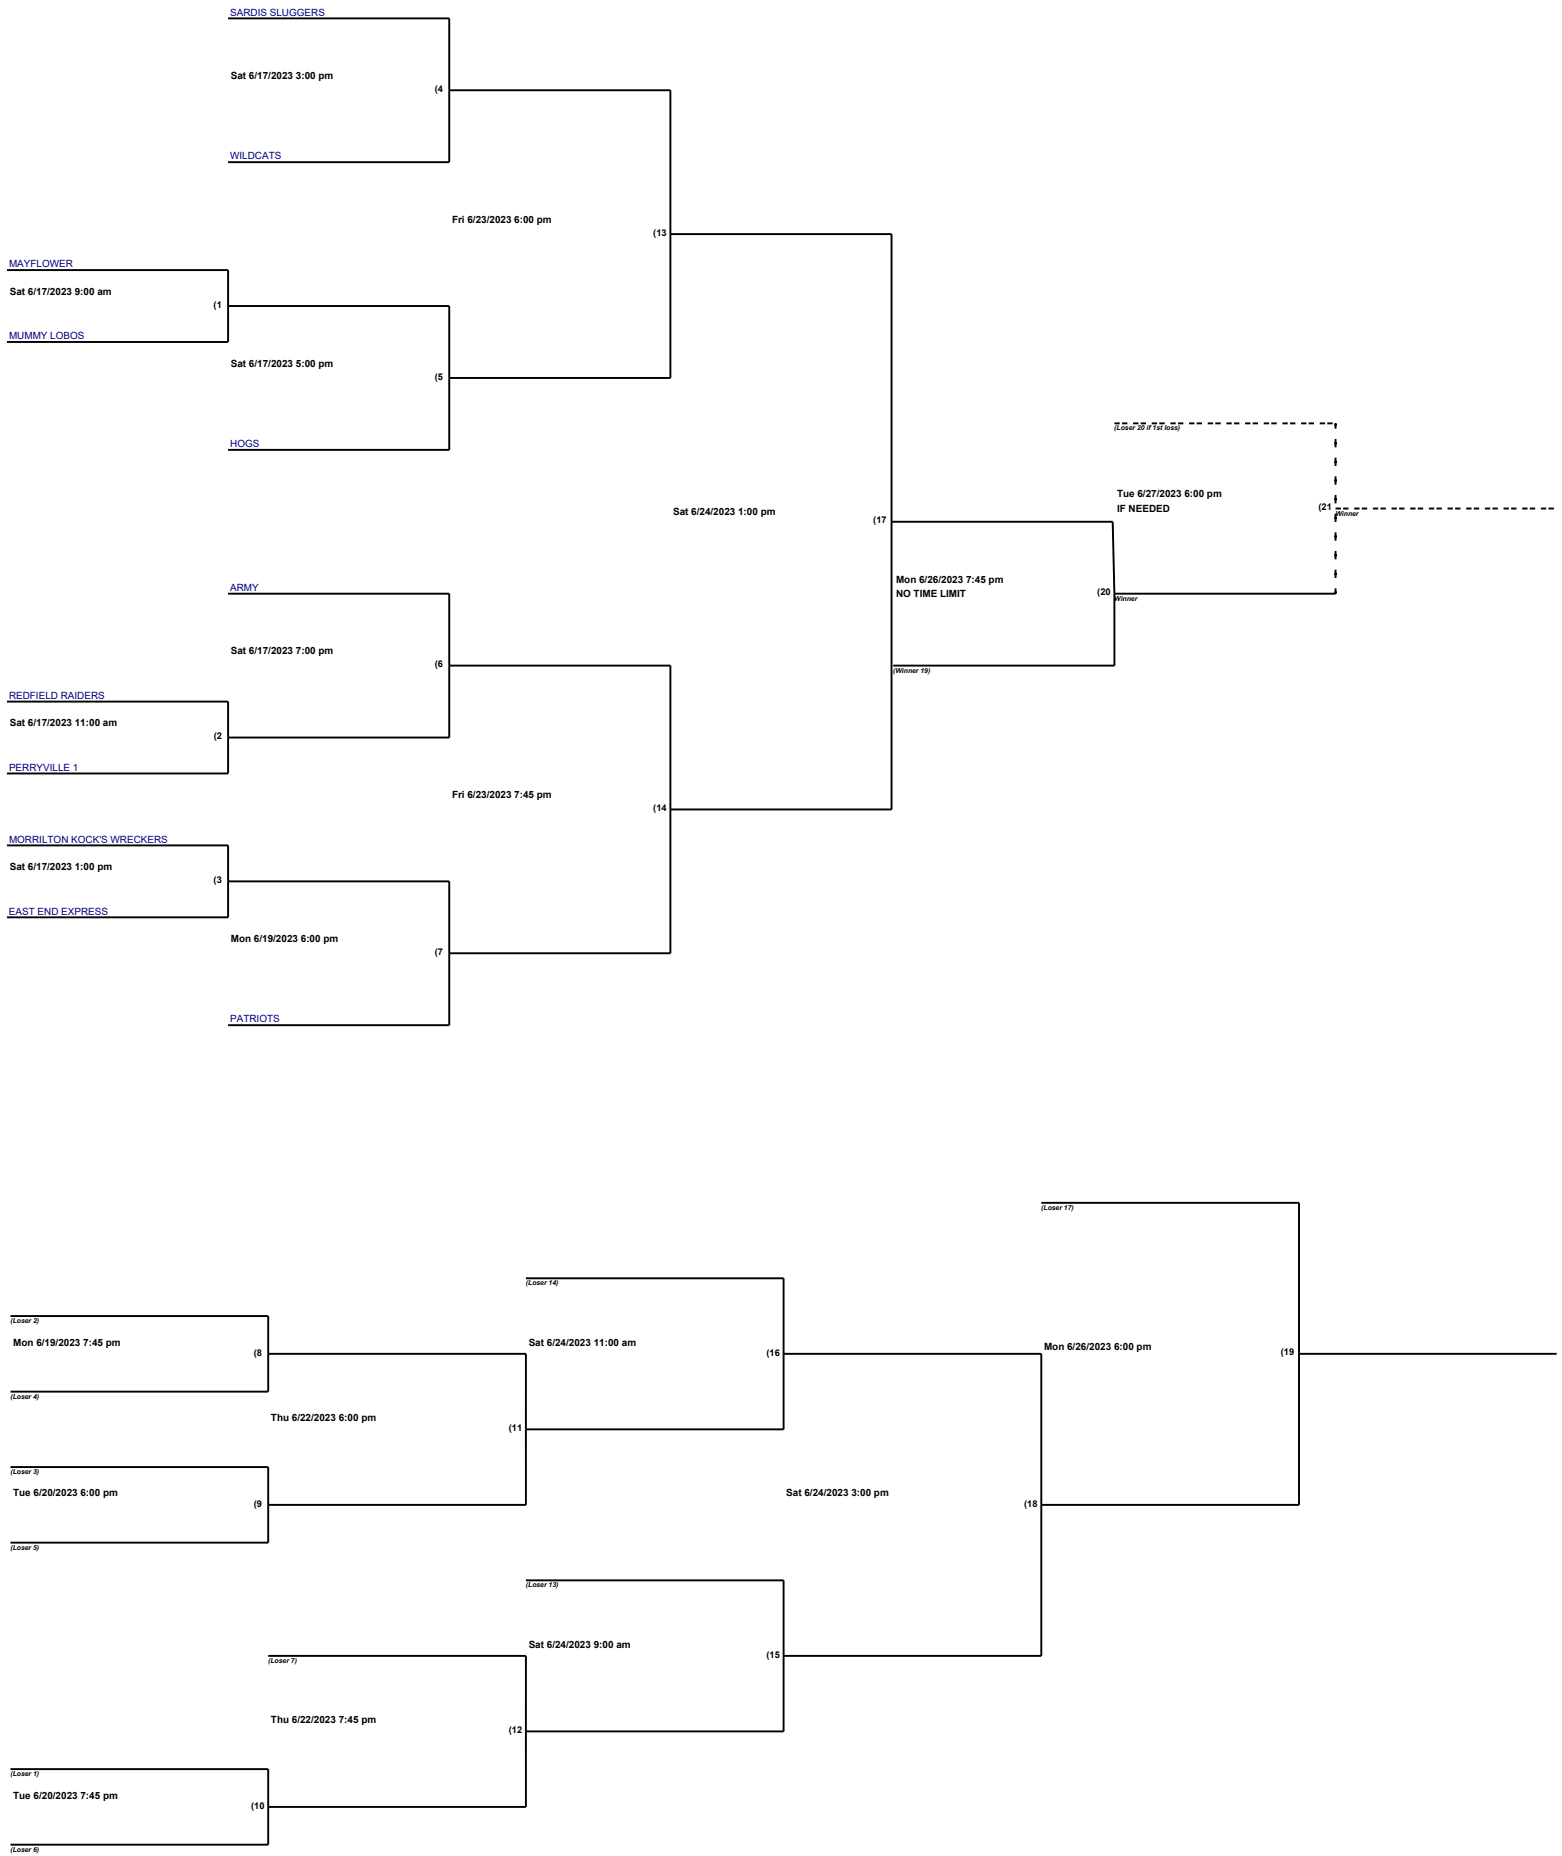 SARDIS SLUGGERS
Sat 6/17/2023 3:00 pm
(4
WILDCATS
Fri 6/23/2023 6:00 pm
(13
MAYFLOWER
Sat 6/17/2023 9:00 am
(1
MUMMY LOBOS
Sat 6/17/2023 5:00 pm
(5
HOGS
(Loser 20 if 1st loss)
Tue 6/27/2023 6:00 pm
IF NEEDED
(21
Winner
Sat 6/24/2023 1:00 pm
(17
Mon 6/26/2023 7:45 pm
NO TIME LIMIT
(20
Winner
(Winner 19)
ARMY
Sat 6/17/2023 7:00 pm
(6
REDFIELD RAIDERS
Sat 6/17/2023 11:00 am
(2
PERRYVILLE 1
Fri 6/23/2023 7:45 pm
(14
MORRILTON KOCK'S WRECKERS
Sat 6/17/2023 1:00 pm
(3
EAST END EXPRESS
Mon 6/19/2023 6:00 pm
(7
PATRIOTS
(Loser 17)
(Loser 14)
(Loser 2)
Mon 6/19/2023 7:45 pm
(8
Sat 6/24/2023 11:00 am
(16
Mon 6/26/2023 6:00 pm
(19
(Loser 4)
Thu 6/22/2023 6:00 pm
(11
(Loser 3)
Tue 6/20/2023 6:00 pm
(9
Sat 6/24/2023 3:00 pm
(18
(Loser 5)
(Loser 13)
Sat 6/24/2023 9:00 am
(15
(Loser 7)
Thu 6/22/2023 7:45 pm
(12
(Loser 1)
Tue 6/20/2023 7:45 pm
(10
(Loser 6)